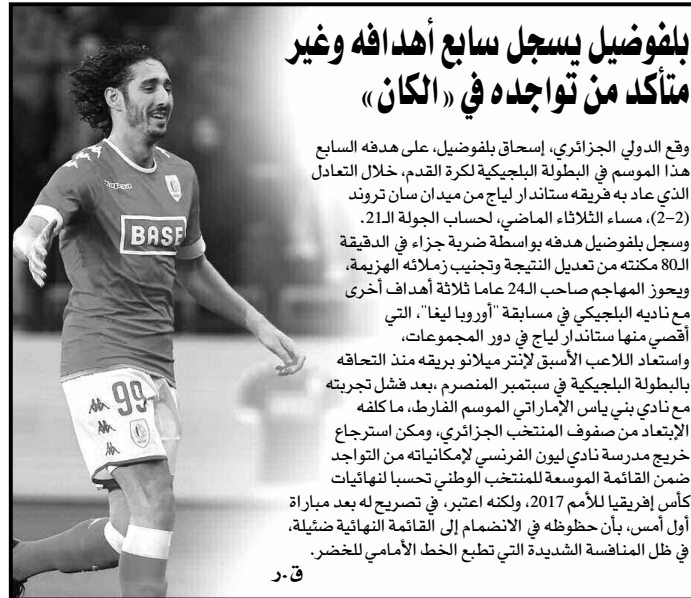 بلفوضيل يسجل سابع أهدافه وغير
متأكد من تواجده في «الكان»
وقع الدولي الجزائري، إسحاق بلفوضيل، على هدفه السابع
هذا الموسم في البطولة البلجيكية لكرة القدم، خلال التعادل
الذي عاد به فريقه ستاندار لياج من ميدان سان تروند
(2-2)، مساء الثلاثاء الماضي، لحساب الجولة الـ21.
وسجل بلفوضيل هدفه بواسطة ضربة جزاء في الدقيقة
الـ80 مكنته من تعديل النتيجة وتجنيب زملائه الهزيمة،
ويحوز المهاجم صاحب الـ24 عاما ثلاثة أهداف أخرى
مع ناديه البلجيكي في مسابقة "أوروبا ليغا"، التي
أقصي منها ستاندار لياج في دور المجموعات،
واستعاد اللاعب الأسبق لإنتر ميلانو بريقه منذ التحاقه
بالبطولة البلجيكية في سبتمبر المنصرم ،بعد فشل تجربته
مع نادي بني ياس الإماراتي الموسم الفارط، ما كلفه
الإبتعاد من صفوف المنتخب الجزائري، ومكن استرجاع
خريج مدرسة نادي ليون الفرنسي لإمكانياته من التواجد
ضمن القائمة الموسعة للمنتخب الوطني تحسبا لنهائيات
كأس إفريقيا للأمم 2017، ولكنه اعتبر، في تصريح له بعد مباراة
أول أمس، بأن حظوظه في الانضمام إلى القائمة النهائية ضئيلة،
في ظل المنافسة الشديدة التي تطبع الخط الأمامي للخضر.
ق.ر
Kappa
BASE
99